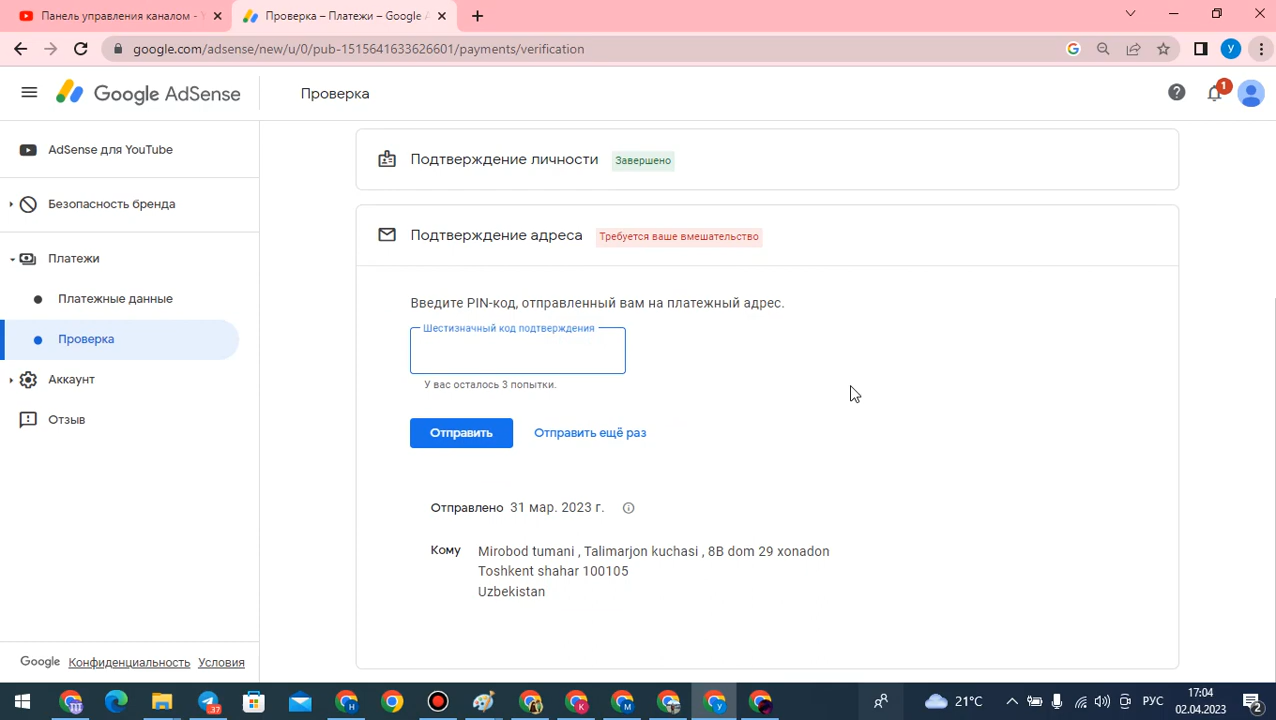 Панель управления каналом - Y
Проверка – Платежи – Google A
google.com/adsense/new/u/0/pub-1515641633626601/payments/verification
у
Google AdSense
Проверка
1
AdSense для YouTube
Безопасность бренда
Платежи
Платежные данные
Проверка
Аккаунт
Отзыв
Google Конфиденциальность Условия
Подтверждение личности Завершено
Подтверждение адреса Требуется ваше вмешательство
Введите PIN-код, отправленный вам на платежный адрес.
Шестизначный код подтверждения
У вас осталось 3 попытки.
Отправить Отправить ещё раз
Отправлено 31 мар. 2023 г.
Кому Mirobod tumani , Talimarjon kuchasi , 8B dom 29 xonadon
Toshkent shahar 100105
Uzbekistan
37
Н
К
М
У
21°C
РУС
17:04
02.04.2023
2